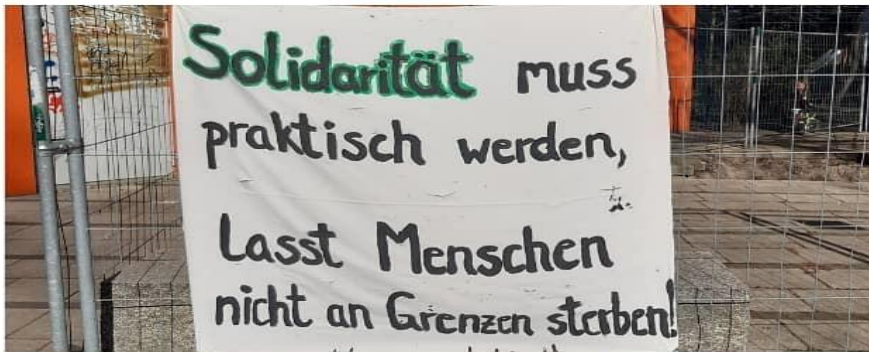 Solidarität muss
praktisch werden,
Lasst Menschen
nicht an Grenzen sterben!